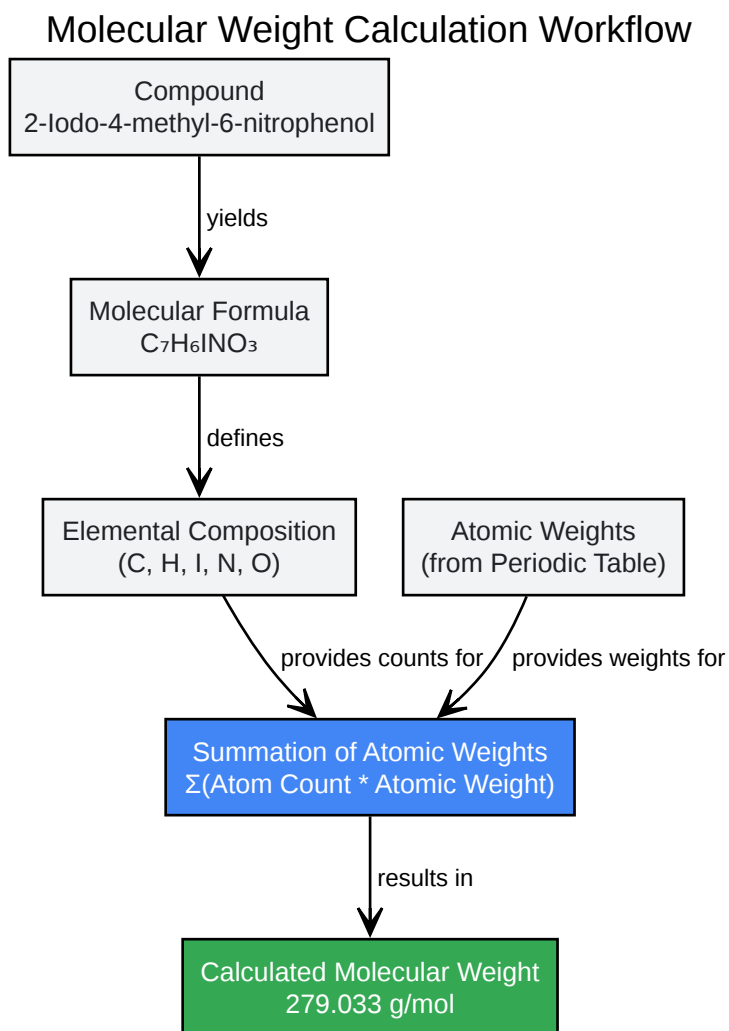 Molecular Weight Calculation Workflow
Compound
2-Iodo-4-methyl-6-nitrophenol
yields
Molecular Formula
C₇H₆INO₃
defines
Elemental Composition
(C, H, I, N, O)
Atomic Weights
(from Periodic Table)
provides counts for
provides weights for
Summation of Atomic Weights
Σ(Atom Count * Atomic Weight)
results in
Calculated Molecular Weight
279.033 g/mol